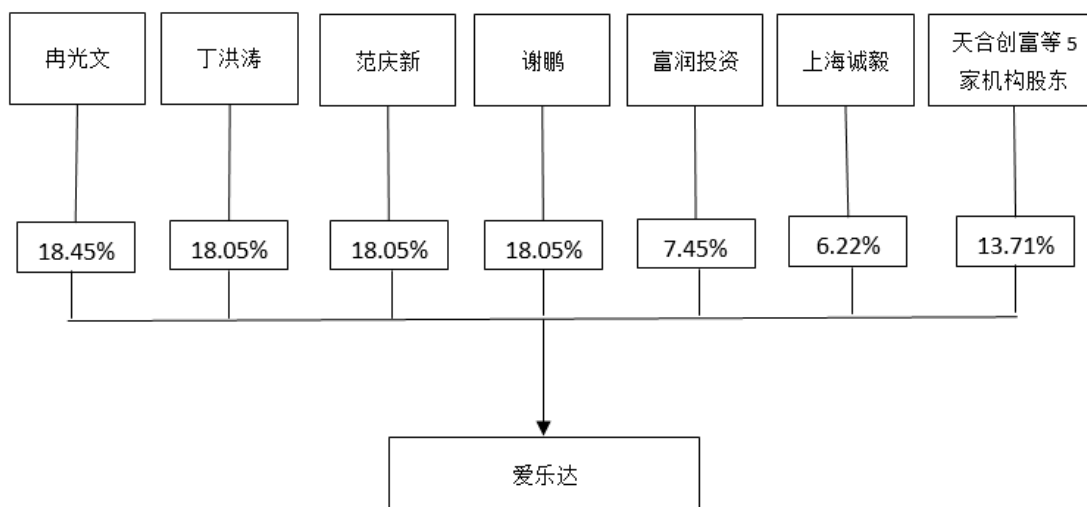 冉光文
丁洪涛
范庆新
谢鹏
富润投资
上海诚毅
天合创富等 5
家机构股东
18.45%
18.05%
18.05%
18.05%
7.45%
6.22%
13.71%
爱乐达